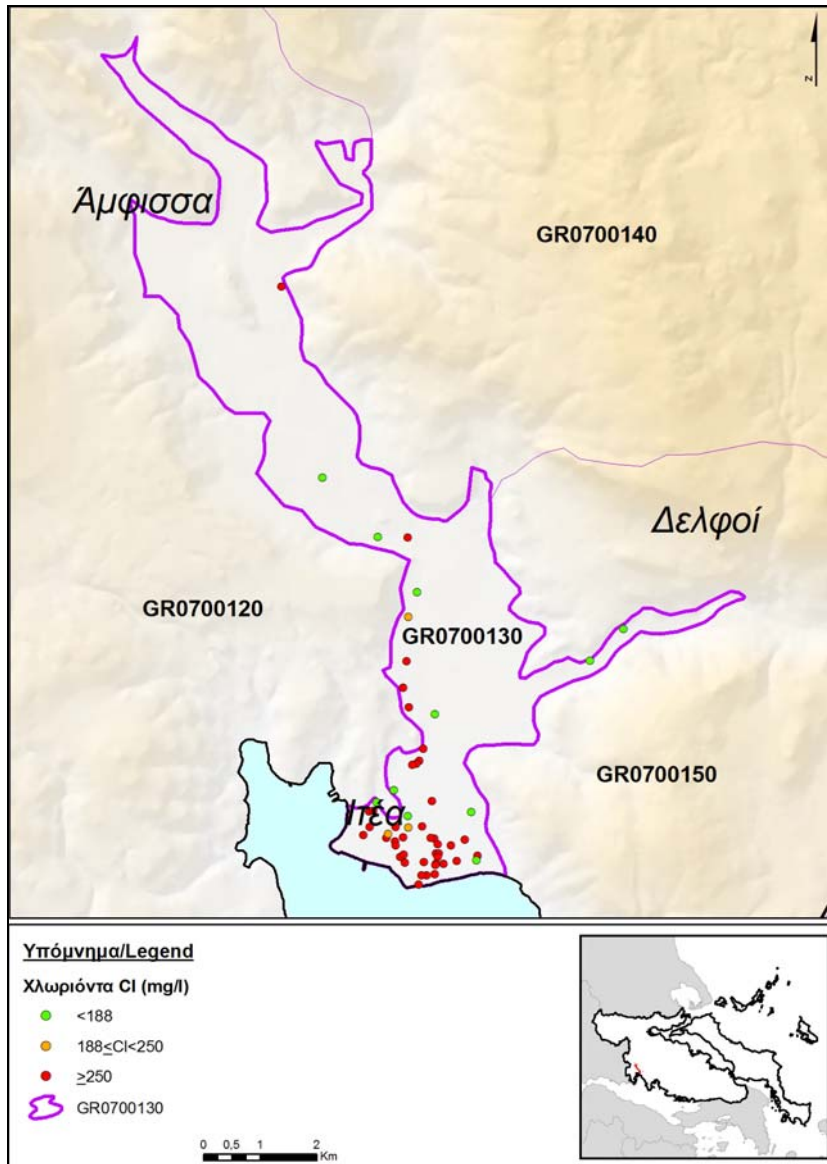 z
Άμφισσα
GR0700140
Δελφοί
GR0700120
GR0700130
GR0700150
Ιτέα
Υπόμνημα/Legend
Χλωριόντα Cl (mg/l)
<188
188≤Cl<250
≥250
GR0700130
0 0,5 1 2
Km